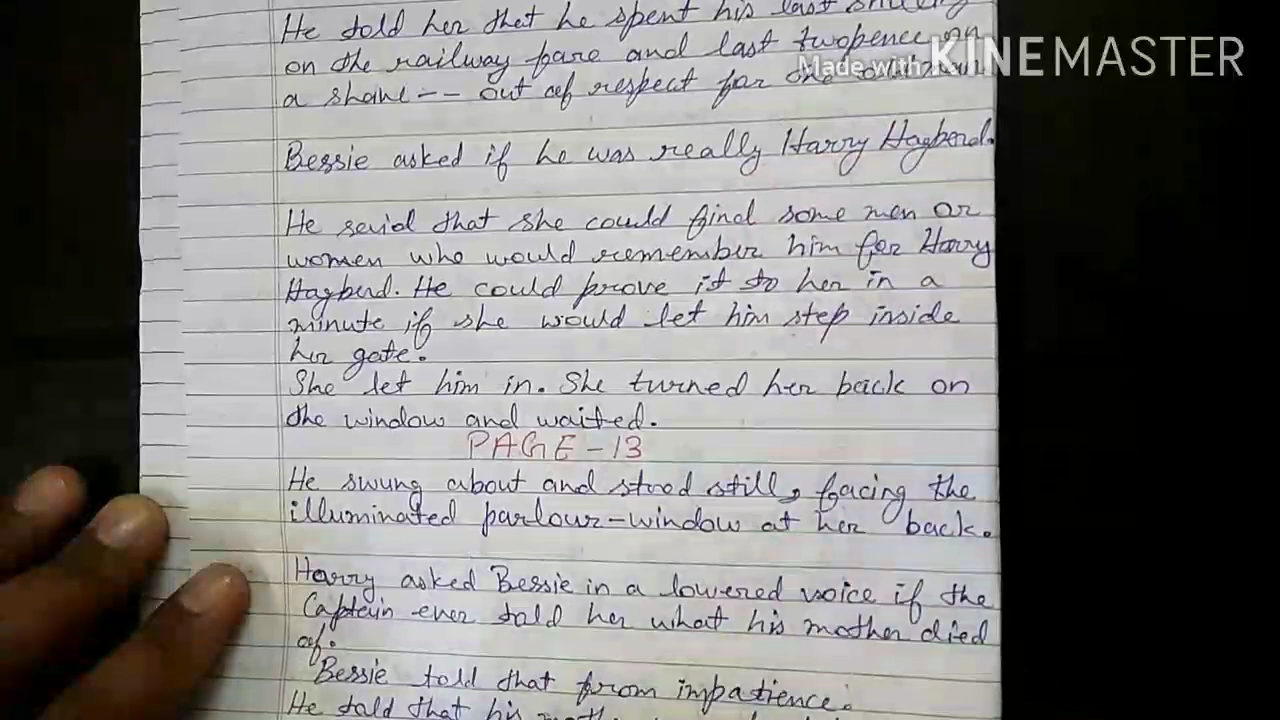 He told her that he spent his last shilling
on the railway fare and last twopence on
a shave -- out of respect for the
Made with KINEMASTER
Bessie asked if he was really Harry Hagberd.
He said that she could find some men or
women who would remember him for Harry
Hagberd. He could prove it to her in a
minute if she would let him step inside
her gate.
She let him in. She turned her back on
the window and waited.
PAGE-13
He swung about and stood still, facing the
illuminated parlour-window at her back.
Harry asked Bessie in a lowered voice if the
Captain ever told her what his mother died
of.
Bessie told that from impatience.
He told that his